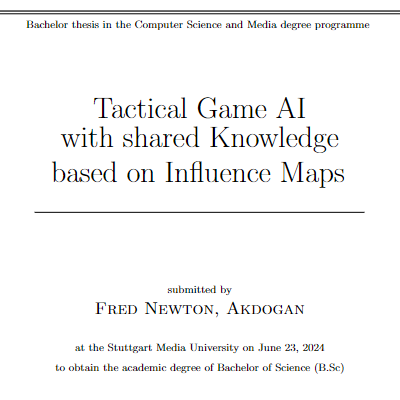 Bachelor thesis in the Computer Science and Media degree programme
Tactical Game AI
with shared Knowledge
based on Influence Maps
submitted by
Fred Newton, Akdogan
at the Stuttgart Media University on June 23, 2024
to obtain the academic degree of Bachelor of Science (B.Sc)